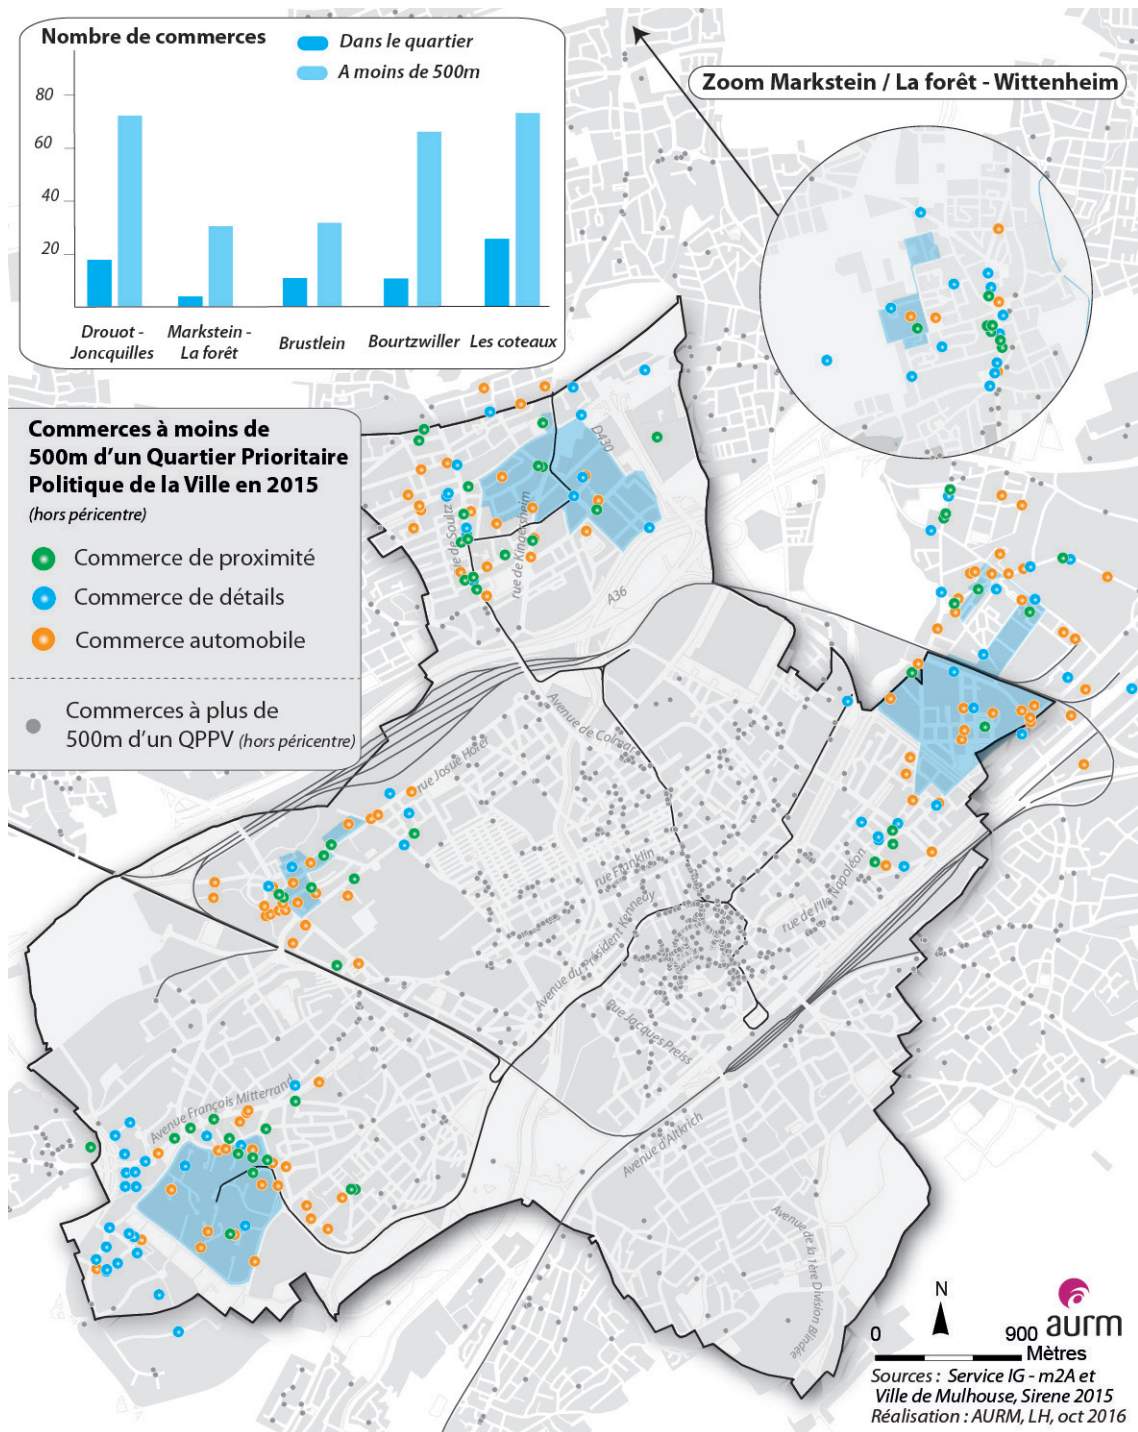 Nombre de commerces
Dans le quartier
A moins de 500m
80
60
40
20
Drouot -
Joncquilles
Markstein -
La forêt
Brustlein
Bourtzwiller
Les coteaux
Zoom Markstein / La forêt - Wittenheim
Commerces à moins de
500m d'un Quartier Prioritaire
Politique de la Ville en 2015
(hors péricentre)
Commerce de proximité
Commerce de détails
Commerce automobile
Commerces à plus de
500m d'un QPPV (hors péricentre)
D430
rue de Soultz
rue de Kingersheim
A36
Avenue de Colmar
rue Josué Hofer
rue Franklin
Avenue du Président Kennedy
rue de l'Ile Napoléon
Rue Jacques Preiss
Avenue François Mitterrand
Avenue d'Altkirch
Avenue de la 1ère Division Blindée
N
0
900
Mètres
aurm
Sources : Service IG - m2A et
Ville de Mulhouse, Sirene 2015
Réalisation : AURM, LH, oct 2016